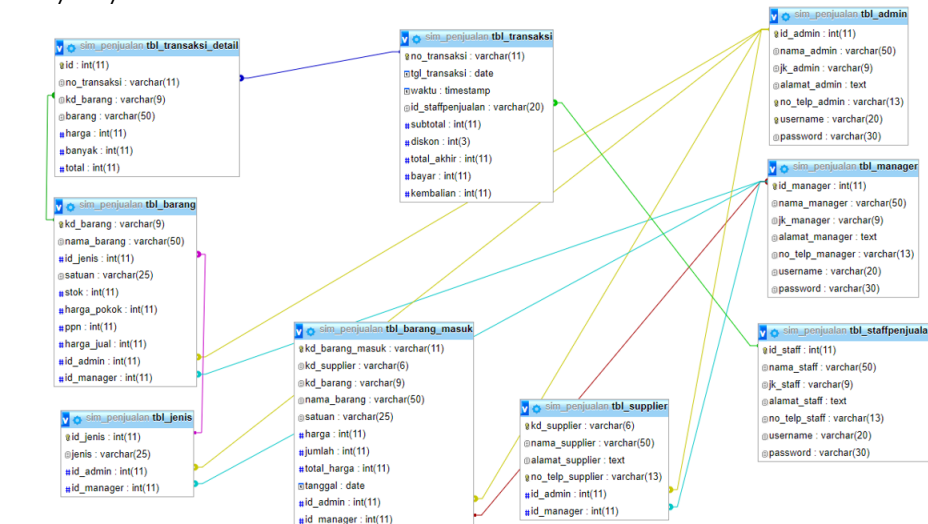 sim_penjualan tbl_transaksi_detail
id : int(11)
no_transaksi : varchar(11)
kd_barang : varchar(9)
barang : varchar(50)
harga : int(11)
banyak : int(11)
total : int(11)
sim_penjualan tbl_transaksi
no_transaksi : varchar(11)
tgl_transaksi : date
waktu : timestamp
id_staffpenjualan : varchar(20)
subtotal : int(11)
diskon : int(3)
total_akhir : int(11)
bayar : int(11)
kembalian : int(11)
sim_penjualan tbl_admin
id_admin : int(11)
nama_admin : varchar(50)
jk_admin : varchar(9)
alamat_admin : text
no_telp_admin : varchar(13)
username : varchar(20)
password : varchar(30)
sim_penjualan tbl_manager
id_manager : int(11)
nama_manager : varchar(50)
jk_manager : varchar(9)
alamat_manager : text
no_telp_manager : varchar(13)
username : varchar(20)
password : varchar(30)
sim_penjualan tbl_barang
kd_barang : varchar(9)
nama_barang : varchar(50)
id_jenis : int(11)
satuan : varchar(25)
stok : int(11)
harga_pokok : int(11)
ppn : int(11)
harga_jual : int(11)
id_admin : int(11)
id_manager : int(11)
sim_penjualan tbl_barang_masuk
kd_barang_masuk : varchar(11)
kd_supplier : varchar(6)
kd_barang : varchar(9)
nama_barang : varchar(50)
satuan : varchar(25)
harga : int(11)
jumlah : int(11)
total_harga : int(11)
tanggal : date
id_admin : int(11)
id_manager : int(11)
sim_penjualan tbl_staffpenjuala
id_staff : int(11)
nama_staff : varchar(50)
jk_staff : varchar(9)
alamat_staff : text
no_telp_staff : varchar(13)
username : varchar(20)
password : varchar(30)
sim_penjualan tbl_jenis
id_jenis : int(11)
jenis : varchar(25)
id_admin : int(11)
id_manager : int(11)
sim_penjualan tbl_supplier
kd_supplier : varchar(6)
nama_supplier : varchar(50)
alamat_supplier : text
no_telp_supplier : varchar(13)
id_admin : int(11)
id_manager : int(11)